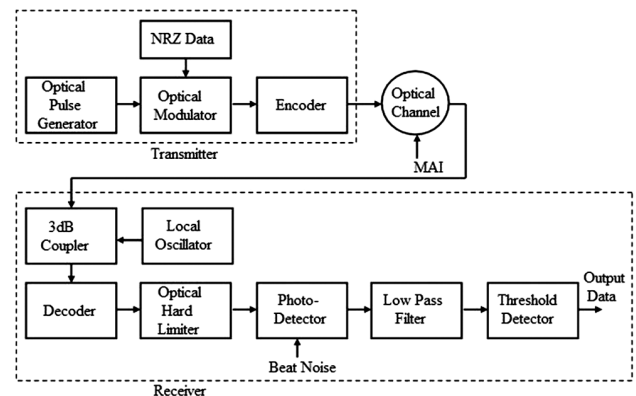 NRZ Data
Optical
Pulse
Generator
Optical
Modulator
Encoder
Optical
Channel
Transmitter
MAI
3dB
Coupler
Local
Oscillator
Decoder
Optical
Hard
Limiter
Photo-
Detector
Low Pass
Filter
Threshold
Detector
Output
Data
Beat Noise
Receiver